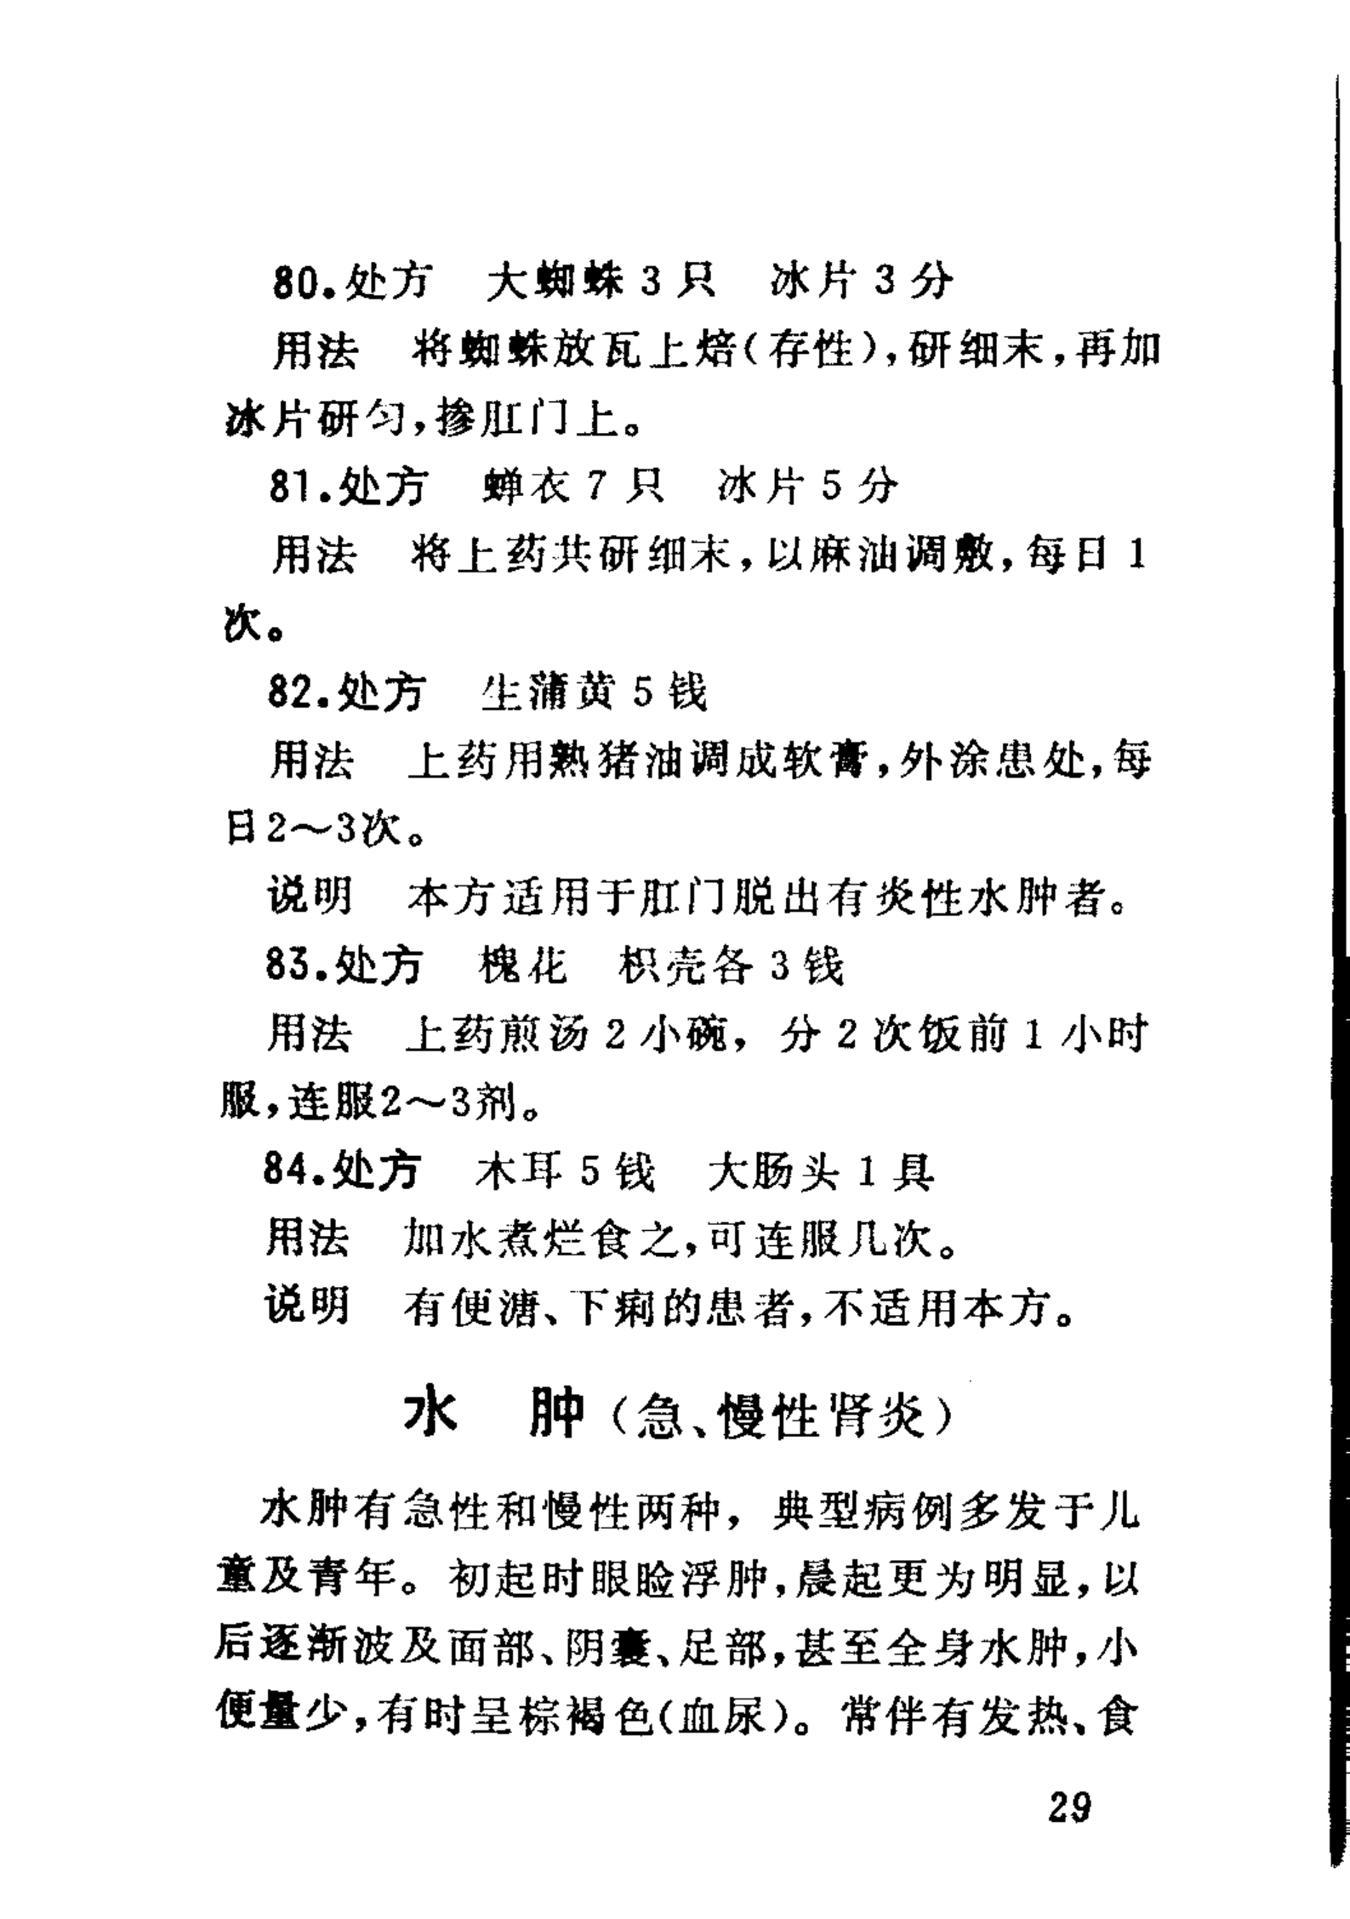 80.处方　大蜘蛛3只　冰片3分
用法　将蜘蛛放瓦上焙(存性),研细末,再加
冰片研匀,掺肛门上。
81.处方　蝉衣7只　冰片5分
用法　将上药共研细末,以麻油调敷,每日1
次。
82.处方　生蒲黄5钱
用法　上药用熟猪油调成软膏,外涂患处,每
日2～3次。
说明　本方适用于肛门脱出有炎性水肿者。
83.处方　槐花　枳壳各3钱
用法　上药煎汤2小碗，分2次饭前1小时
服,连服2～3剂。
84.处方　木耳5钱　大肠头1具
用法　加水煮烂食之,可连服几次。
说明　有便溏、下痢的患者,不适用本方。
水　肿(急、慢性肾炎)
水肿有急性和慢性两种，典型病例多发于儿
童及青年。初起时眼睑浮肿,晨起更为明显,以
后逐渐波及面部、阴囊、足部,甚至全身水肿,小
便量少,有时呈棕褐色(血尿)。常伴有发热、食
29